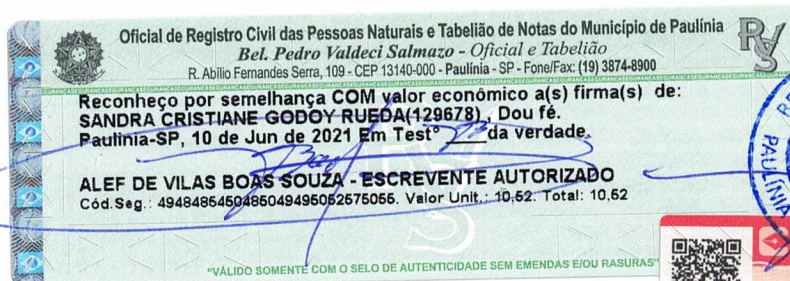 Oficial de Registro Civil das Pessoas Naturais e Tabelião de Notas do Município de Paulínia
Bel. Pedro Valdeci Salmazo - Oficial e Tabelião
R. Abílio Fernandes Serra, 109 - CEP 13140-000 - Paulínia - SP - Fone/Fax: (19) 3874-8900
Reconheço por semelhança COM valor econômico a(s) firma(s) de:
SANDRA CRISTIANE GODOY RUEDA(129678), Dou fé.
Paulínia-SP, 10 de Jun de 2021 Em Test° ___ da verdade.
ALEF DE VILAS BOAS SOUZA - ESCREVENTE AUTORIZADO
Cód.Seg.: 4948485450485049495052575056. Valor Unit.: 10,52. Total: 10,52
"VÁLIDO SOMENTE COM O SELO DE AUTENTICIDADE SEM EMENDAS E/OU RASURAS"
PAULÍNIA